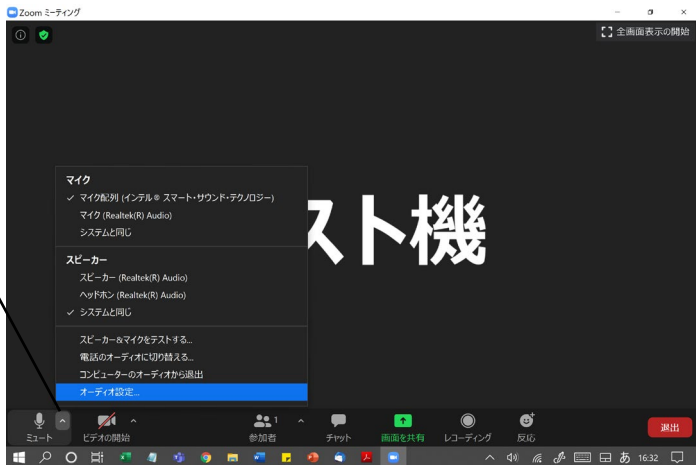 Zoom ミーティング
全画面表示の開始
マイク
✓ マイク配列 (インテル® スマート・サウンド・テクノロジー)
マイク (Realtek(R) Audio)
システムと同じ
スピーカー
スピーカー (Realtek(R) Audio)
ヘッドホン (Realtek(R) Audio)
✓ システムと同じ
スピーカー&マイクをテストする...
電話のオーディオに切り替える...
コンピューターのオーディオから退出
オーディオ設定...
スト機
1
ミュート ビデオの開始 参加者 チャット 画面を共有 レコーディング 反応 退出
あ 16:32